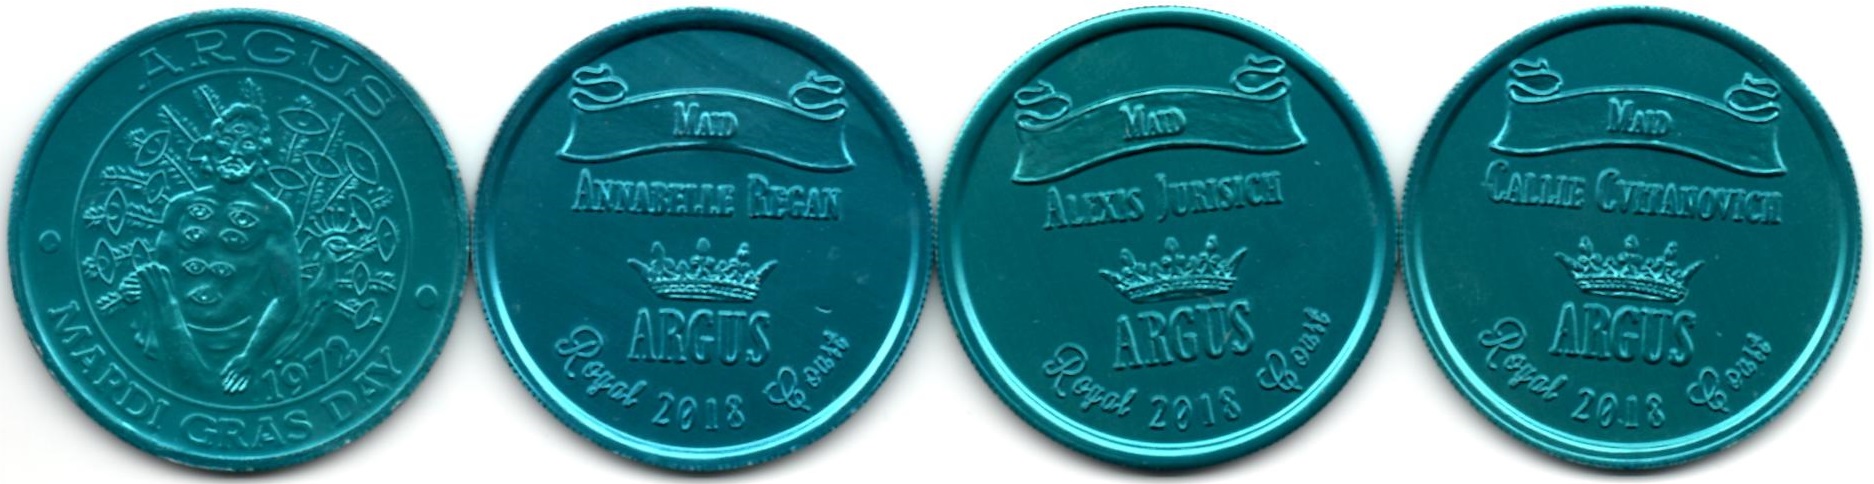 ARGUS
1972
MARDI GRAS DAY
MAID
ANNABELLE REGAN
ARGUS
Royal 2018 Court
MAID
ALEXIS JURISICH
ARGUS
Royal 2018 Court
MAID
CALLIE CVITANOVICH
ARGUS
Royal 2018 Court